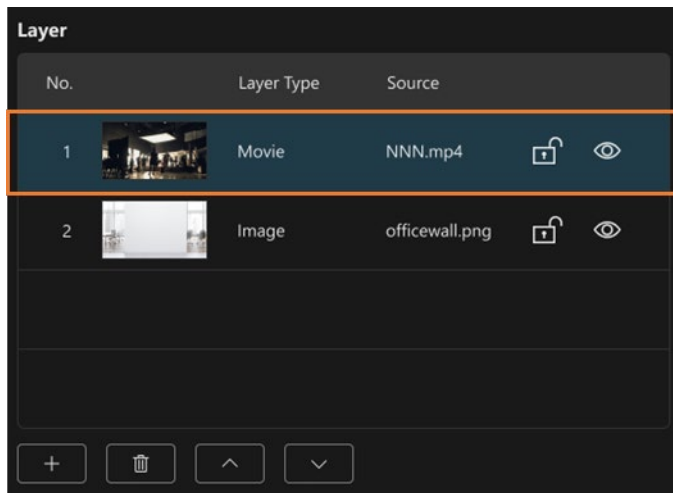 Layer
No. Layer Type Source
1 Movie NNN.mp4
2 Image officewall.png